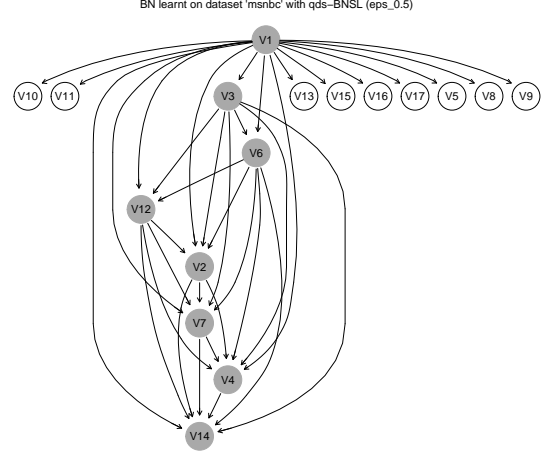 BN learnt on dataset 'msnbc' with qds−BNSL (eps_0.5)
V1
V10 V11 V3 V13 V15 V16 V17 V5 V8 V9
V6
V12
V2
V7
V4
V14